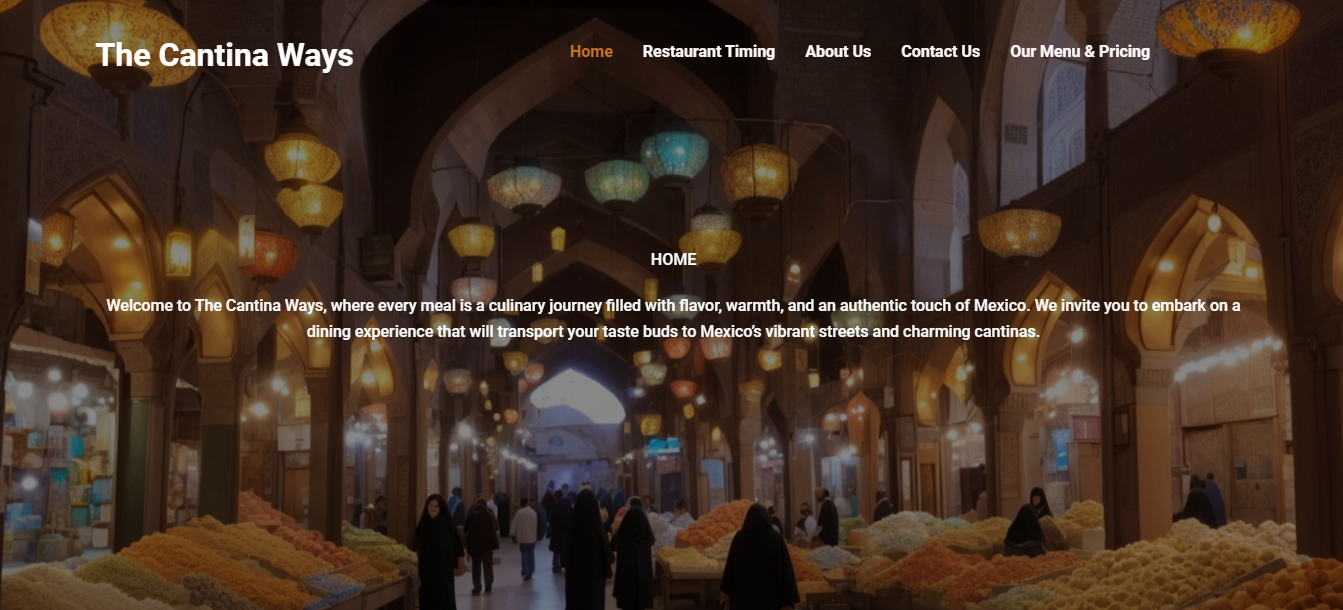 The Cantina Ways
Home Restaurant Timing About Us Contact Us Our Menu & Pricing
HOME
Welcome to The Cantina Ways, where every meal is a culinary journey filled with flavor, warmth, and an authentic touch of Mexico. We invite you to embark on a
dining experience that will transport your taste buds to Mexico’s vibrant streets and charming cantinas.